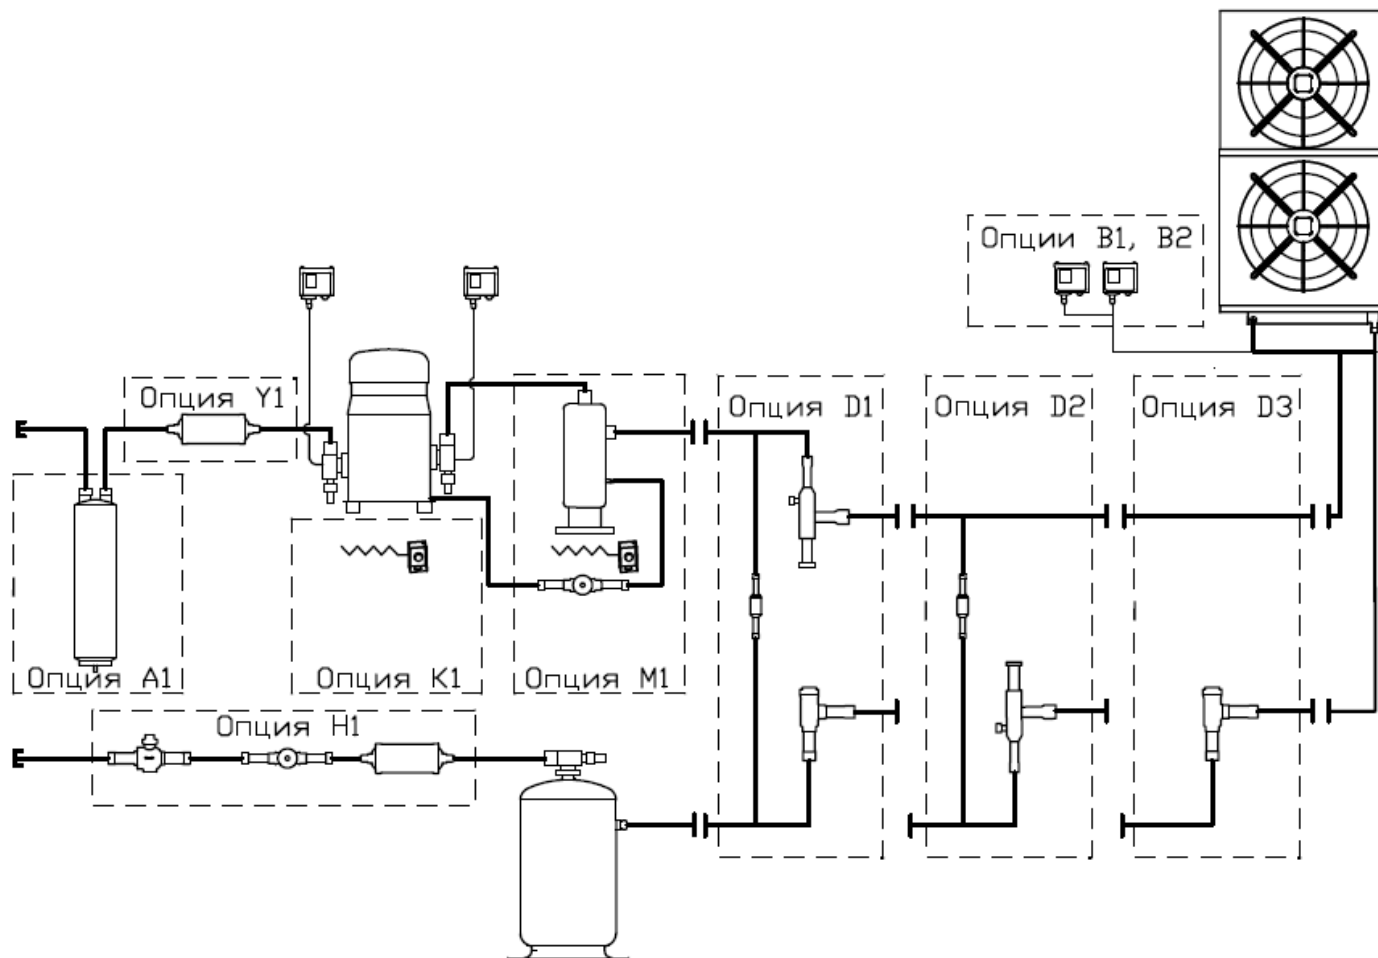 Опции B1, B2
Опция Y1
Опция D1
Опция D2
Опция D3
Опция A1
Опция K1
Опция M1
Опция H1